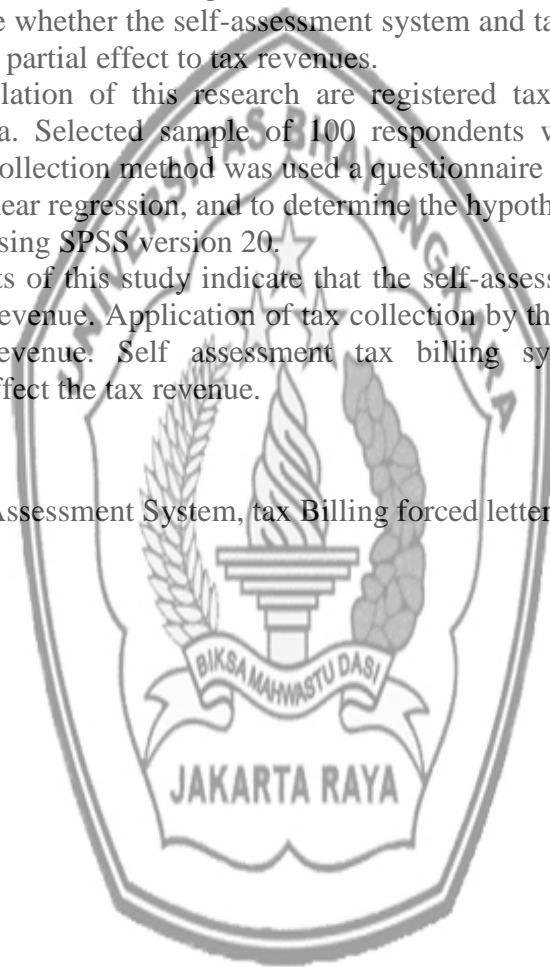 e whether the self-assessment system and ta
partial effect to tax revenues.
lation of this research are registered tax
a. Selected sample of 100 respondents w
ollection method was used a questionnaire
near regression, and to determine the hypoth
sing SPSS version 20.
ts of this study indicate that the self-assess
evenue. Application of tax collection by th
evenue. Self assessment tax billing sy
ffect the tax revenue.
Assessment System, tax Billing forced letter
UNIVERSITAS BHAYANGKARA
BIKSA MAHWASTU DASI
JAKARTA RAYA